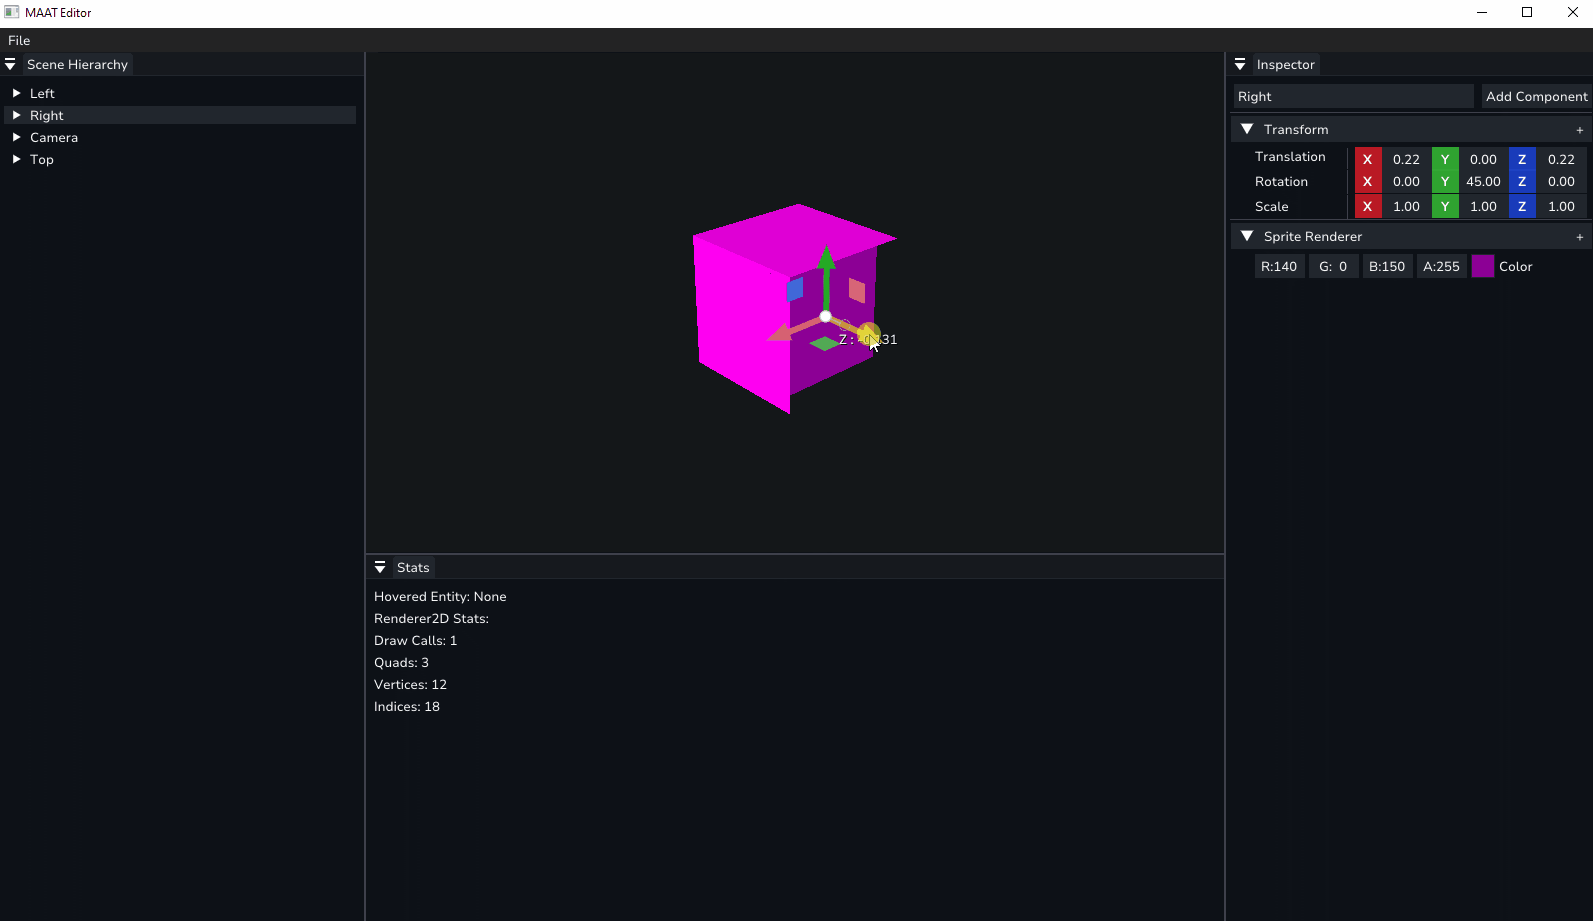 MAAT Editor
File
Scene Hierarchy
Left
Right
Camera
Top
Z :
Stats
Hovered Entity: None
Renderer2D Stats:
Draw Calls: 1
Quads: 3
Vertices: 12
Indices: 18
Inspector
Right Add Component
Transform +
Translation X 0.22 Y 0.00 Z 0.22
Rotation X 0.00 Y 45.00 Z 0.00
Scale X 1.00 Y 1.00 Z 1.00
Sprite Renderer +
R:140 G: 0 B:150 A:255 Color